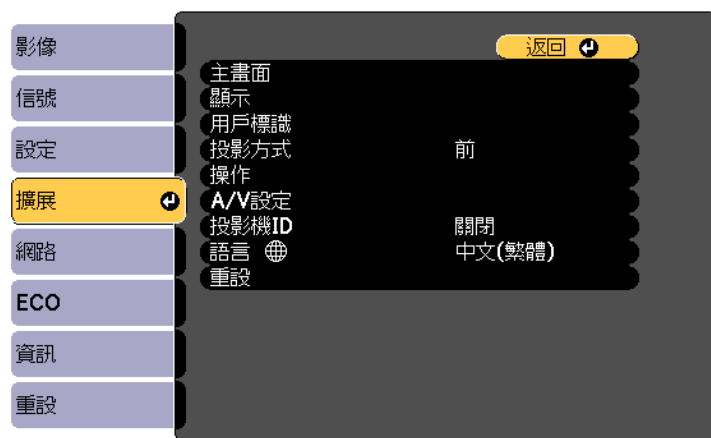 影像
信號
設定
擴展
網路
ECO
資訊
重設
返回
主畫面
顯示
用戶標識
投影方式 前
操作
A/V設定
投影機ID 關閉
語言 中文(繁體)
重設